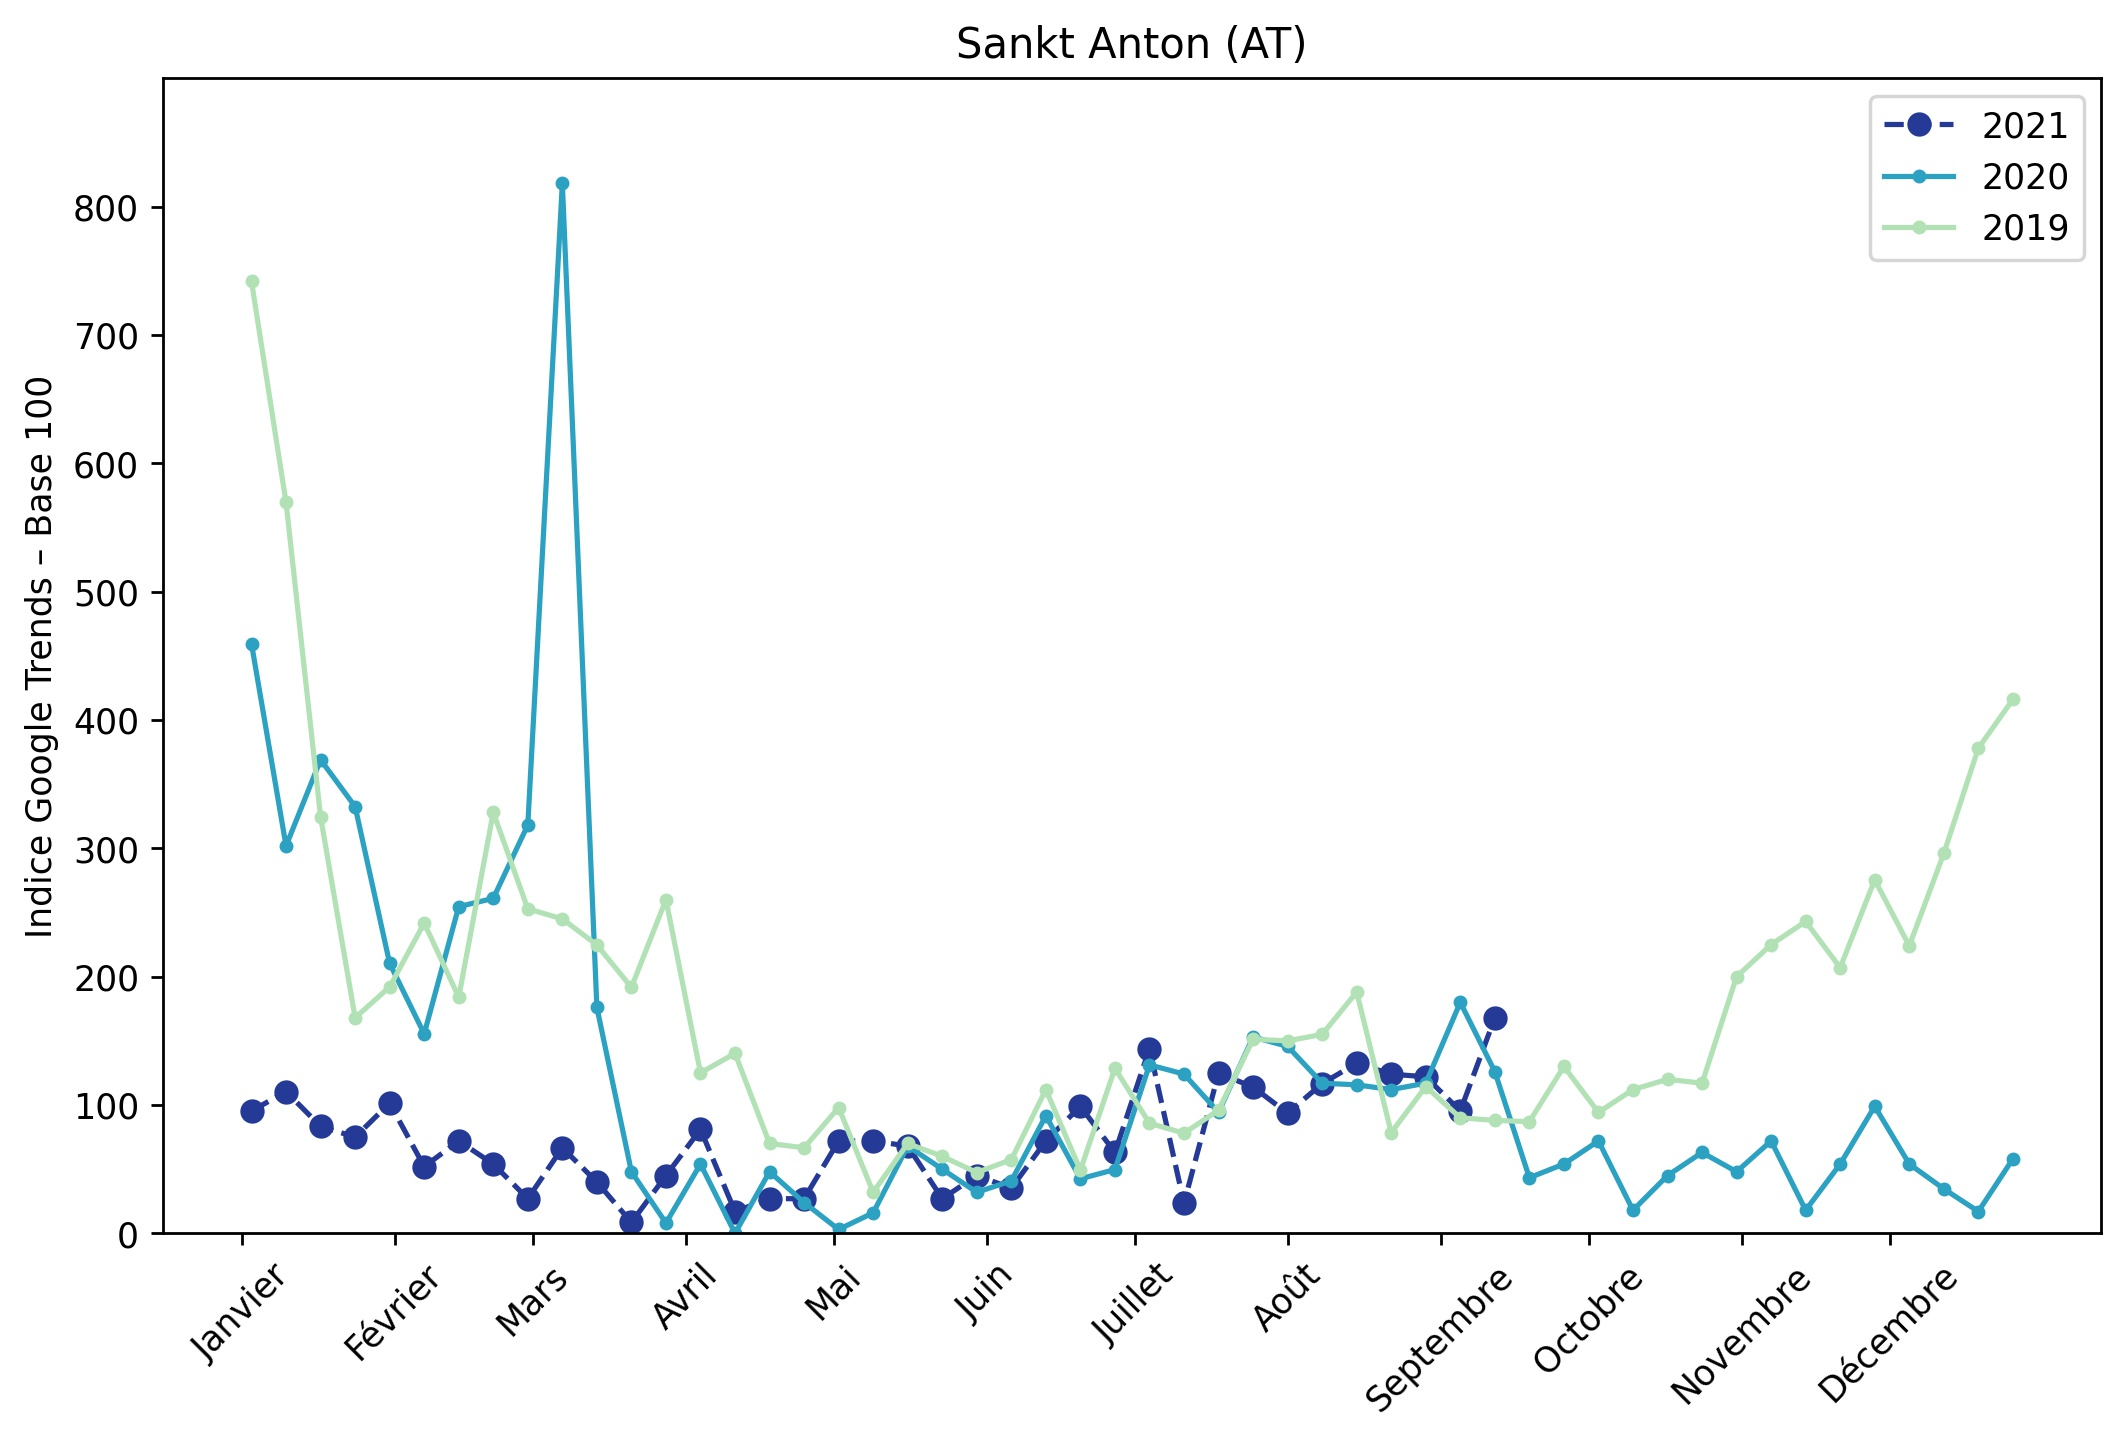 Sankt Anton (AT)
2021
2020
2019
Indice Google Trends – Base 100
800
700
600
500
400
300
200
100
0
Janvier
Février
Mars
Avril
Mai
Juin
Juillet
Août
Septembre
Octobre
Novembre
Décembre